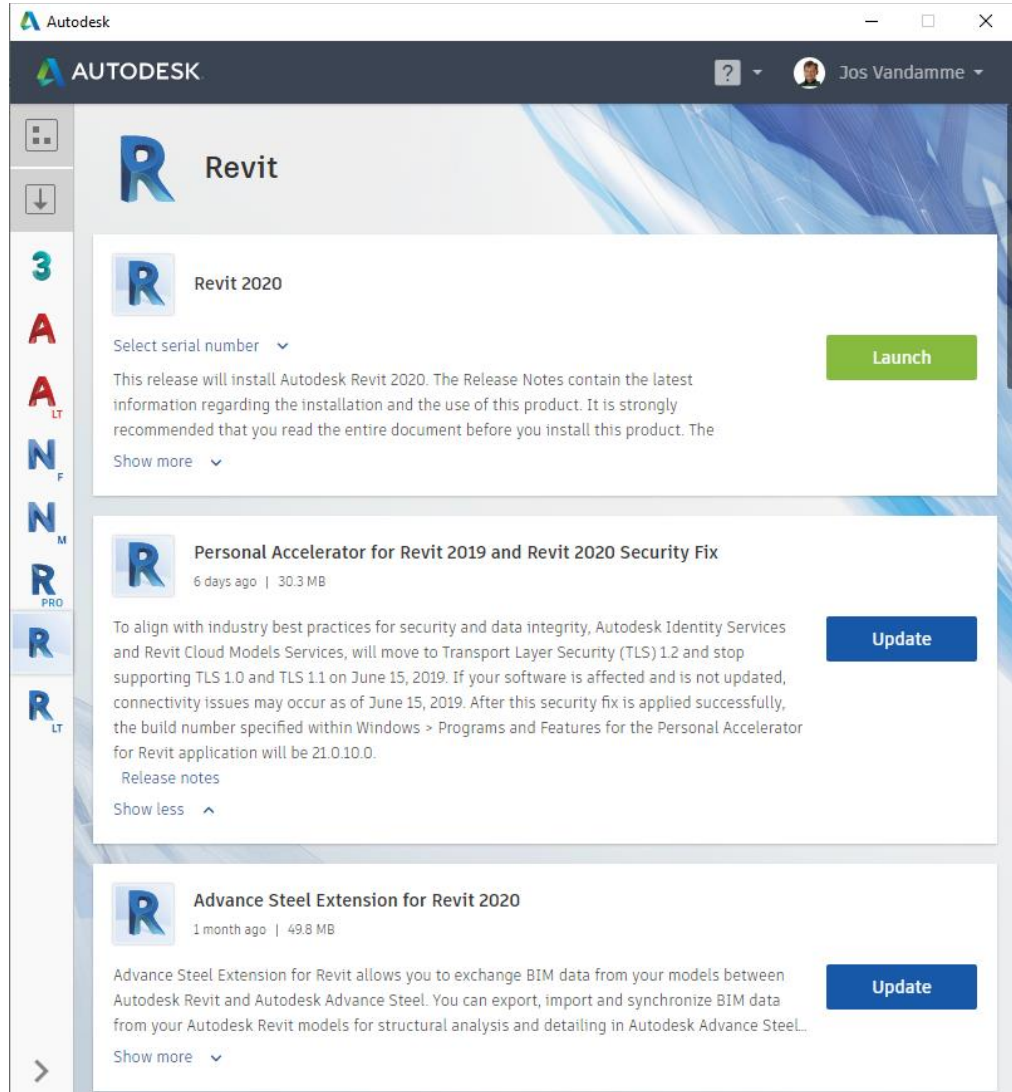 Autodesk
AUTODESK
?
Jos Vandamme
R
Revit
3
A
A LT
N F
N M
R PRO
R
R LT
R
Revit 2020
Select serial number
Launch
This release will install Autodesk Revit 2020. The Release Notes contain the latest
information regarding the installation and the use of this product. It is strongly
recommended that you read the entire document before you install this product. The
Show more
R
Personal Accelerator for Revit 2019 and Revit 2020 Security Fix
6 days ago | 30.3 MB
To align with industry best practices for security and data integrity, Autodesk Identity Services
and Revit Cloud Models Services, will move to Transport Layer Security (TLS) 1.2 and stop
supporting TLS 1.0 and TLS 1.1 on June 15, 2019. If your software is affected and is not updated,
connectivity issues may occur as of June 15, 2019. After this security fix is applied successfully,
the build number specified within Windows > Programs and Features for the Personal Accelerator
for Revit application will be 21.0.10.0.
Update
Release notes
Show less
R
Advance Steel Extension for Revit 2020
1 month ago | 49.8 MB
Advance Steel Extension for Revit allows you to exchange BIM data from your models between
Autodesk Revit and Autodesk Advance Steel. You can export, import and synchronize BIM data
from your Autodesk Revit models for structural analysis and detailing in Autodesk Advance Steel...
Update
Show more